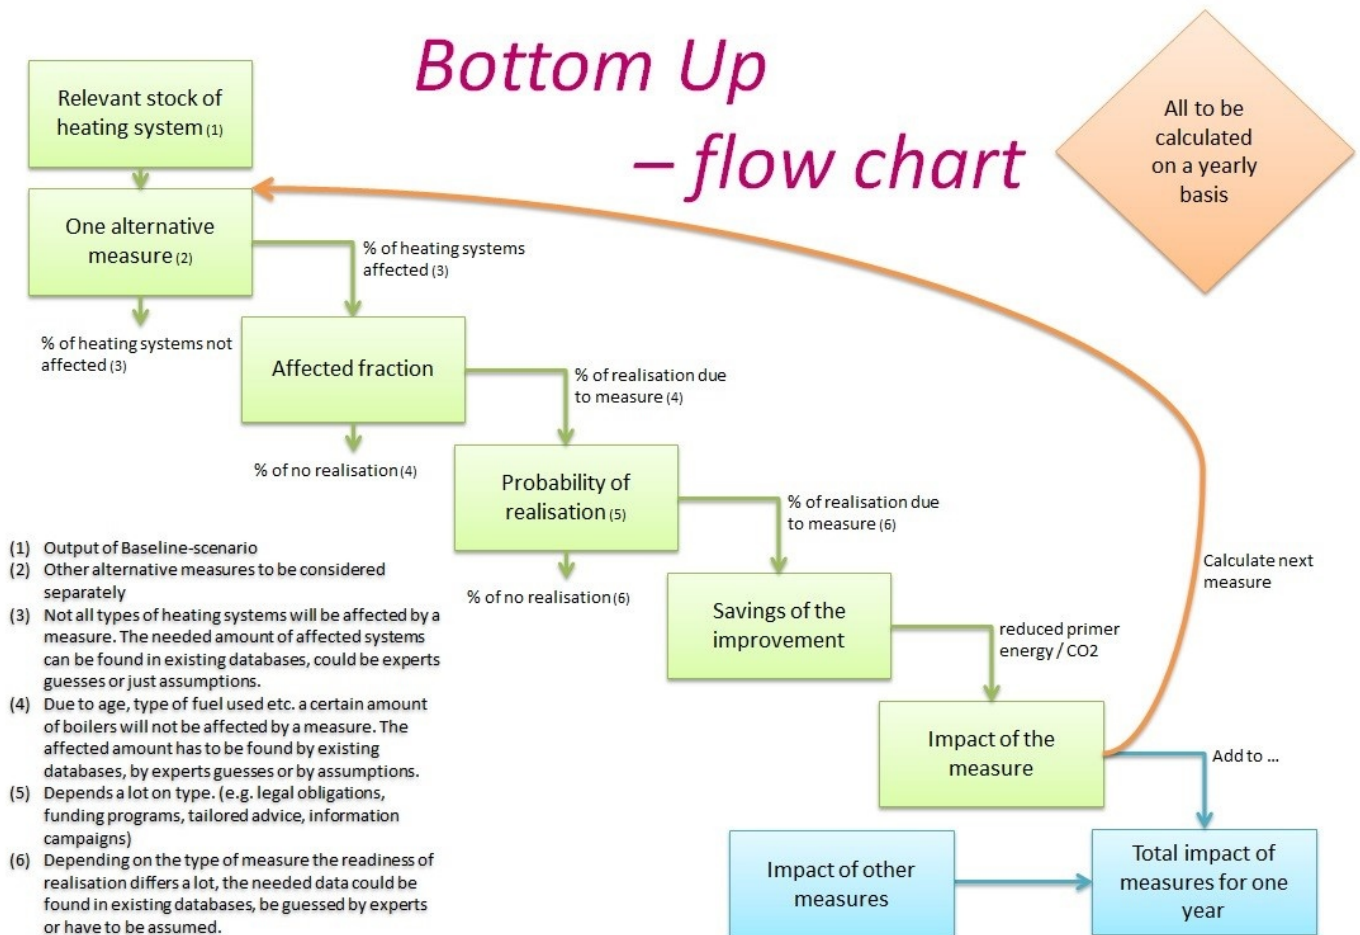 Bottom Up
– flow chart
All to be
calculated
on a yearly
basis
Relevant stock of
heating system (1)
One alternative
measure (2)
% of heating systems
affected (3)
% of heating systems not
affected (3)
Affected fraction
% of realisation due
to measure (4)
% of no realisation (4)
Probability of
realisation (5)
% of realisation due
to measure (6)
% of no realisation (6)
Savings of the
improvement
reduced primer
energy / CO2
Calculate next
measure
Impact of the
measure
Add to ...
Impact of other
measures
Total impact of
measures for one
year
(1) Output of Baseline-scenario
(2) Other alternative measures to be considered
separately
(3) Not all types of heating systems will be affected by a
measure. The needed amount of affected systems
can be found in existing databases, could be experts
guesses or just assumptions.
(4) Due to age, type of fuel used etc. a certain amount
of boilers will not be affected by a measure. The
affected amount has to be found by existing
databases, by experts guesses or by assumptions.
(5) Depends a lot on type. (e.g. legal obligations,
funding programs, tailored advice, information
campaigns)
(6) Depending on the type of measure the readiness of
realisation differs a lot, the needed data could be
found in existing databases, be guessed by experts
or have to be assumed.